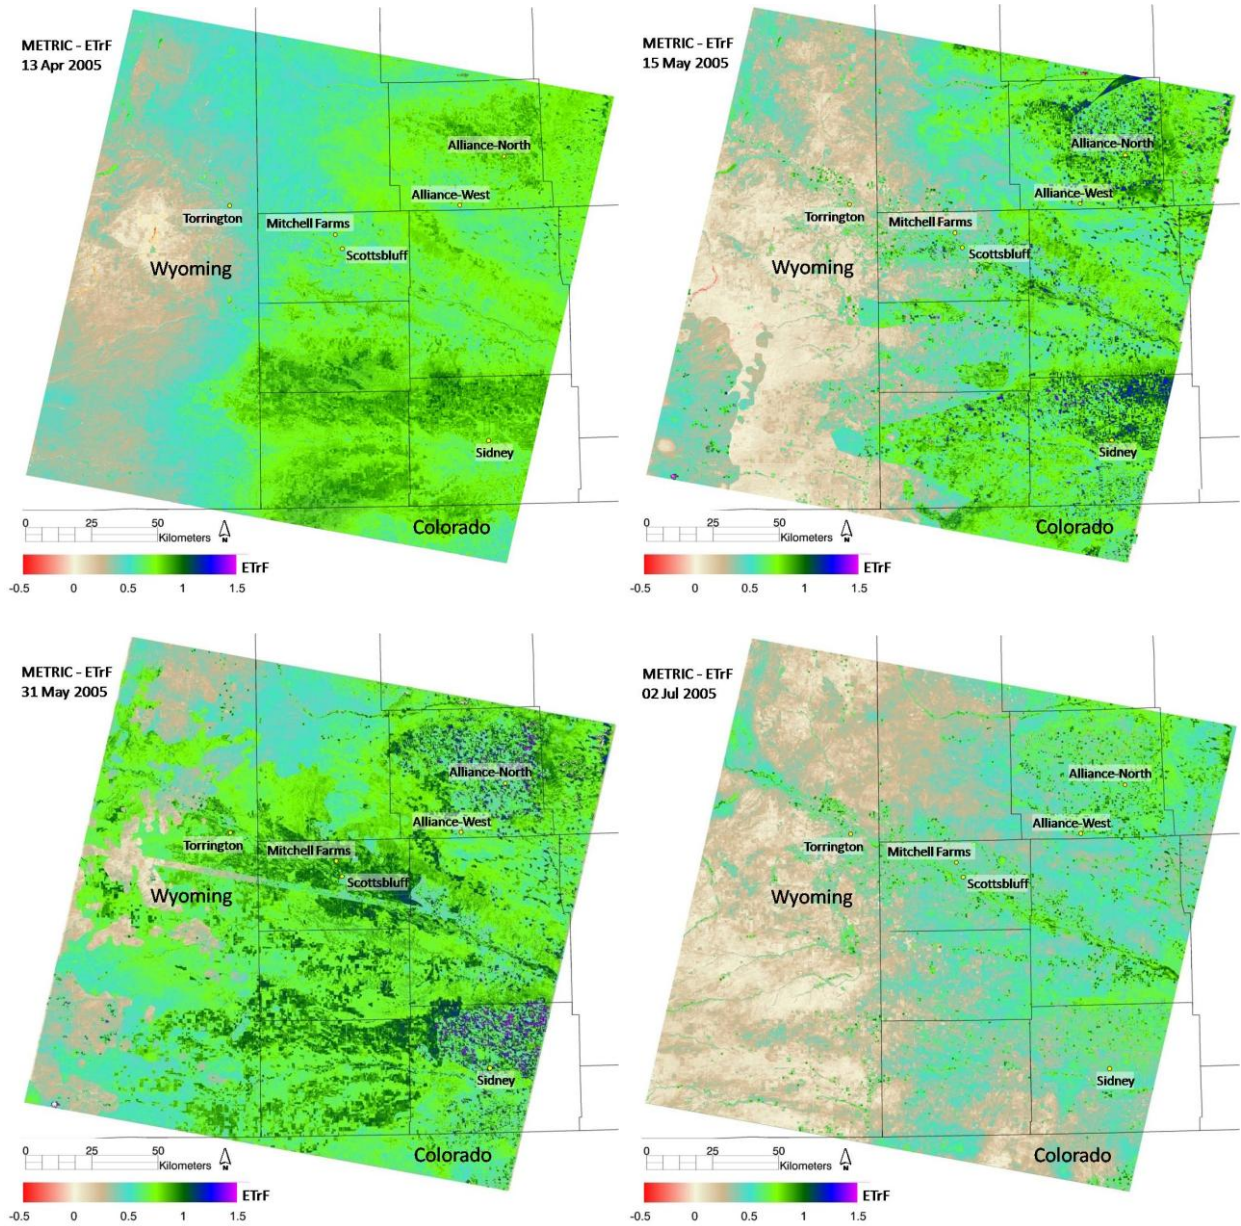 METRIC – ETrF
13 Apr 2005
Alliance-North
Alliance-West
Torrington
Mitchell Farms
Scottsbluff
Wyoming
Sidney
Colorado
0 25 50
Kilometers
N
ETrF
-0.5 0 0.5 1 1.5
METRIC – ETrF
15 May 2005
Alliance-North
Alliance-West
Torrington
Mitchell Farms
Scottsbluff
Wyoming
Sidney
Colorado
0 25 50
Kilometers
N
ETrF
-0.5 0 0.5 1 1.5
METRIC – ETrF
31 May 2005
Alliance-North
Alliance-West
Torrington
Mitchell Farms
Scottsbluff
Wyoming
Sidney
Colorado
0 25 50
Kilometers
N
ETrF
-0.5 0 0.5 1 1.5
METRIC – ETrF
02 Jul 2005
Alliance-North
Alliance-West
Torrington
Mitchell Farms
Scottsbluff
Wyoming
Sidney
Colorado
0 25 50
Kilometers
N
ETrF
-0.5 0 0.5 1 1.5